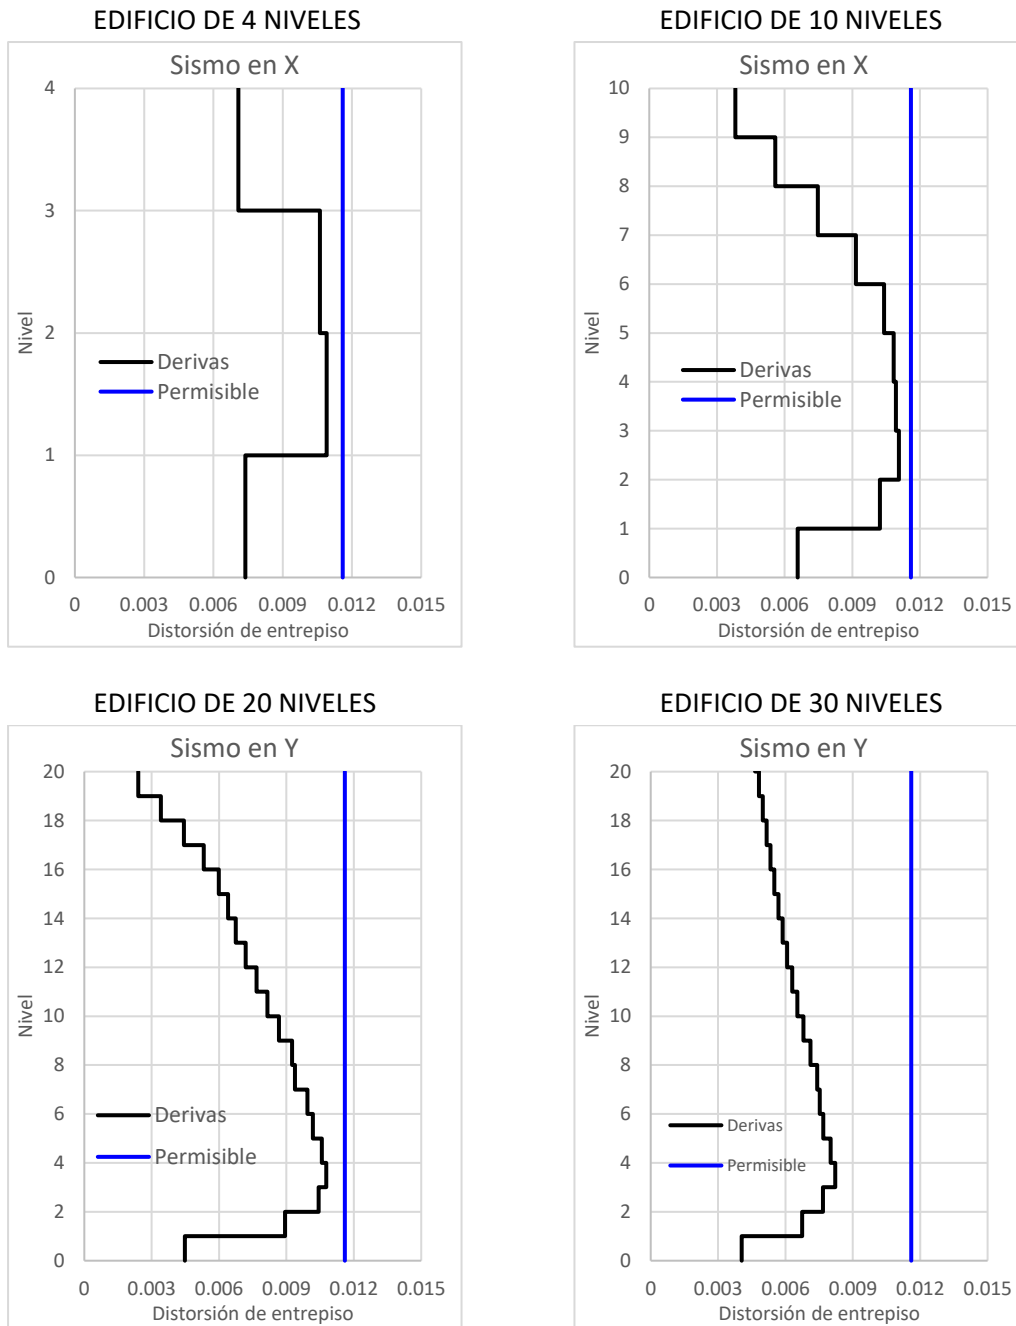 EDIFICIO DE 4 NIVELES
Sismo en X
4
3
2
1
0
Nivel
Derivas
Permisible
0 0.003 0.006 0.009 0.012 0.015
Distorsión de entrepiso
EDIFICIO DE 10 NIVELES
Sismo en X
10
9
8
7
6
5
4
3
2
1
0
Nivel
Derivas
Permisible
0 0.003 0.006 0.009 0.012 0.015
Distorsión de entrepiso
EDIFICIO DE 20 NIVELES
Sismo en Y
20
18
16
14
12
10
8
6
4
2
0
Nivel
Derivas
Permisible
0 0.003 0.006 0.009 0.012 0.015
Distorsión de entrepiso
EDIFICIO DE 30 NIVELES
Sismo en Y
20
18
16
14
12
10
8
6
4
2
0
Nivel
Derivas
Permisible
0 0.003 0.006 0.009 0.012 0.015
Distorsión de entrepiso